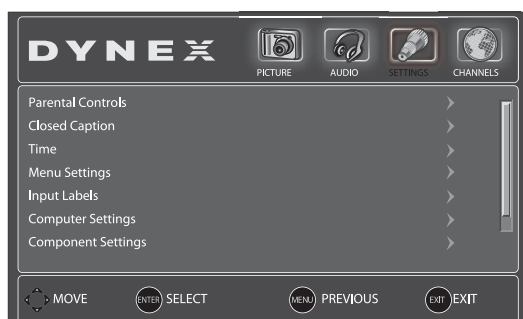 DYNEX
PICTURE AUDIO SETTINGS CHANNELS
Parental Controls
Closed Caption
Time
Menu Settings
Input Labels
Computer Settings
Component Settings
MOVE ENTER SELECT MENU PREVIOUS EXIT EXIT